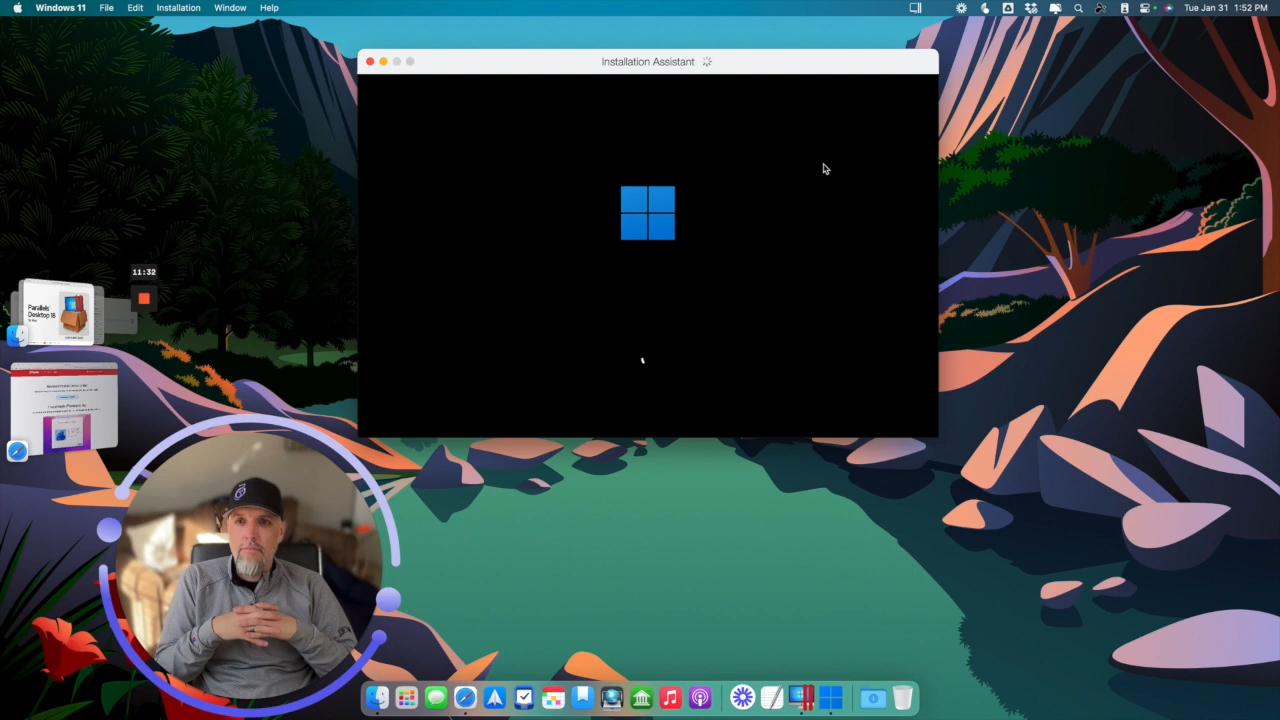 Windows 11 File Edit Installation Window Help
Tue Jan 31 1:52 PM
Installation Assistant
11:32
Parallels
Desktop 18